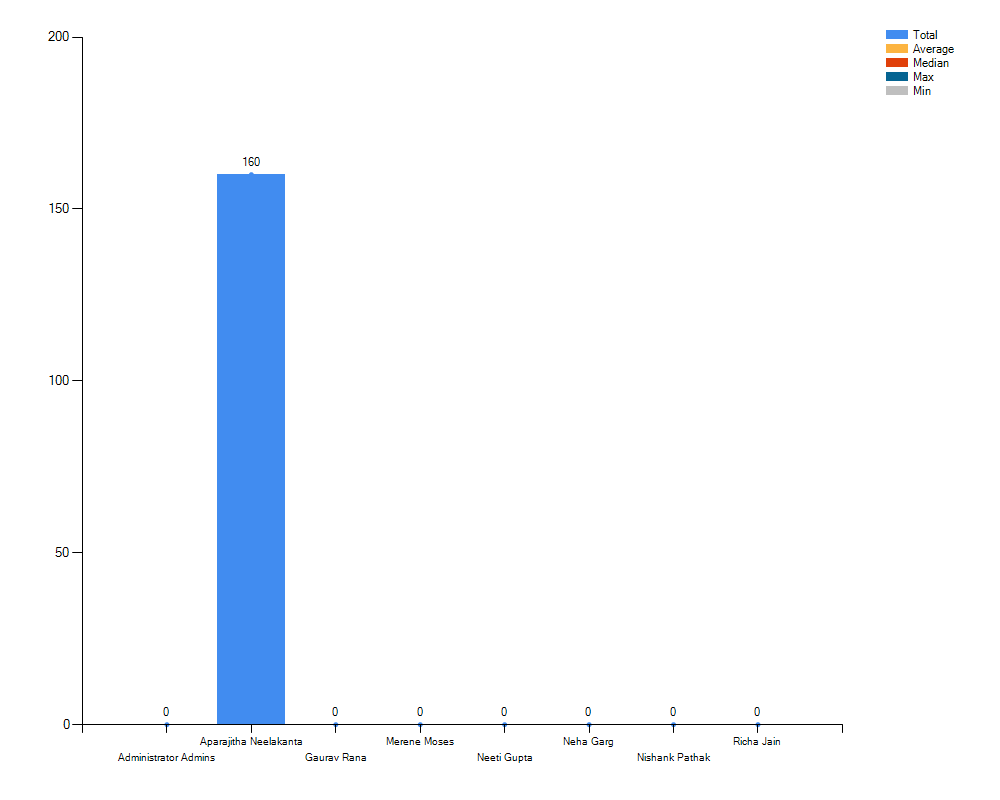 200
150
100
50
0
160
0
0
0
0
0
0
0
Aparajitha Neelakanta
Merene Moses
Neha Garg
Richa Jain
Administrator Admins
Gaurav Rana
Neeti Gupta
Nishank Pathak
Total
Average
Median
Max
Min